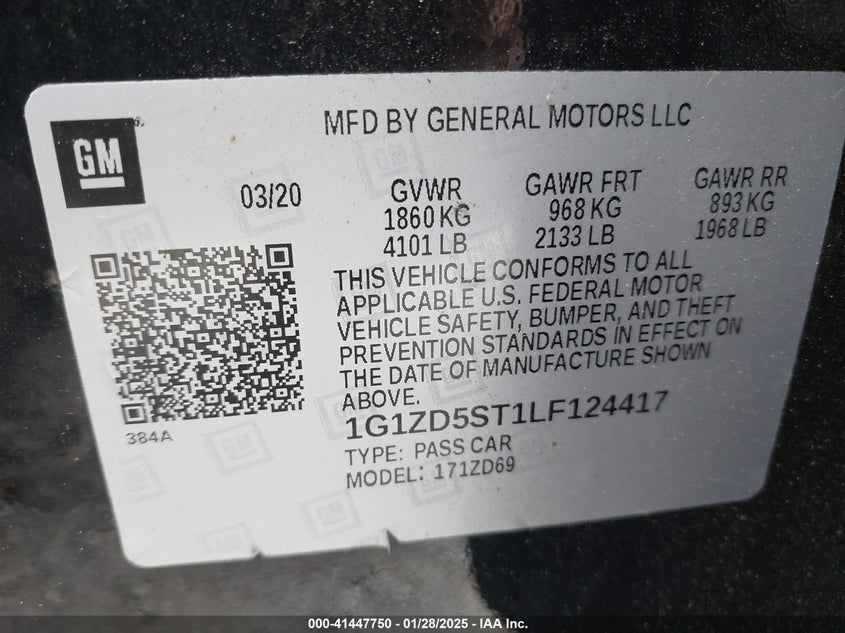 MFD BY GENERAL MOTORS LLC
GM
03/20
GVWR
1860 KG
4101 LB
GAWR FRT
968 KG
2133 LB
GAWR RR
893 KG
1968 LB
THIS VEHICLE CONFORMS TO ALL
APPLICABLE U.S. FEDERAL MOTOR
VEHICLE SAFETY, BUMPER, AND THEFT
PREVENTION STANDARDS IN EFFECT ON
THE DATE OF MANUFACTURE SHOWN
ABOVE.
384A
1G1ZD5ST1LF124417
TYPE: PASS CAR
MODEL: 171ZD69
000-41447750 - 01/28/2025 - IAA Inc.